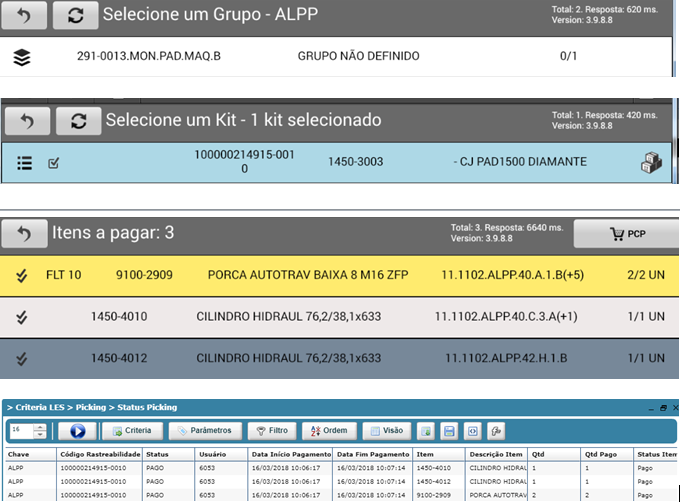 Selecione um Grupo - ALPP
Total: 2. Resposta: 620 ms.
Version: 3.9.8.8
291-0013.MON.PAD.MAQ.B GRUPO NÃO DEFINIDO 0/1
Selecione um Kit - 1 kit selecionado
Total: 1. Resposta: 420 ms.
Version: 3.9.8.8
100000214915-001
0
1450-3003 - CJ PAD1500 DIAMANTE
Itens a pagar: 3
Total: 3. Resposta: 6640 ms.
Version: 3.9.8.8
PCP
FLT 10 9100-2909 PORCA AUTOTRAV BAIXA 8 M16 ZFP 11.1102.ALPP.40.A.1.B(+5) 2/2 UN
1450-4010 CILINDRO HIDRAUL 76,2/38,1x633 11.1102.ALPP.40.C.3.A(+1) 1/1 UN
1450-4012 CILINDRO HIDRAUL 76,2/38,1x633 11.1102.ALPP.42.H.1.B 1/1 UN
> Criteria LES > Picking > Status Picking
16 Criteria Parâmetros Filtro Ordem Visão
Chave Código Rastreabilidade Status Usuário Data Início Pagamento Data Fim Pagamento Item Descrição Item Qtd Qtd Pago Status Item
ALPP 100000214915-0010 PAGO 6053 16/03/2018 10:06:17 16/03/2018 10:07:14 1450-4010 CILINDRO HIDRAL 1 1 Pago
ALPP 100000214915-0010 PAGO 6053 16/03/2018 10:06:17 16/03/2018 10:07:14 1450-4012 CILINDRO HIDRAL 1 1 Pago
ALPP 100000214915-0010 PAGO 6053 16/03/2018 10:06:17 16/03/2018 10:07:14 9100-2909 PORCA AUTOTRAV 2 2 Pago